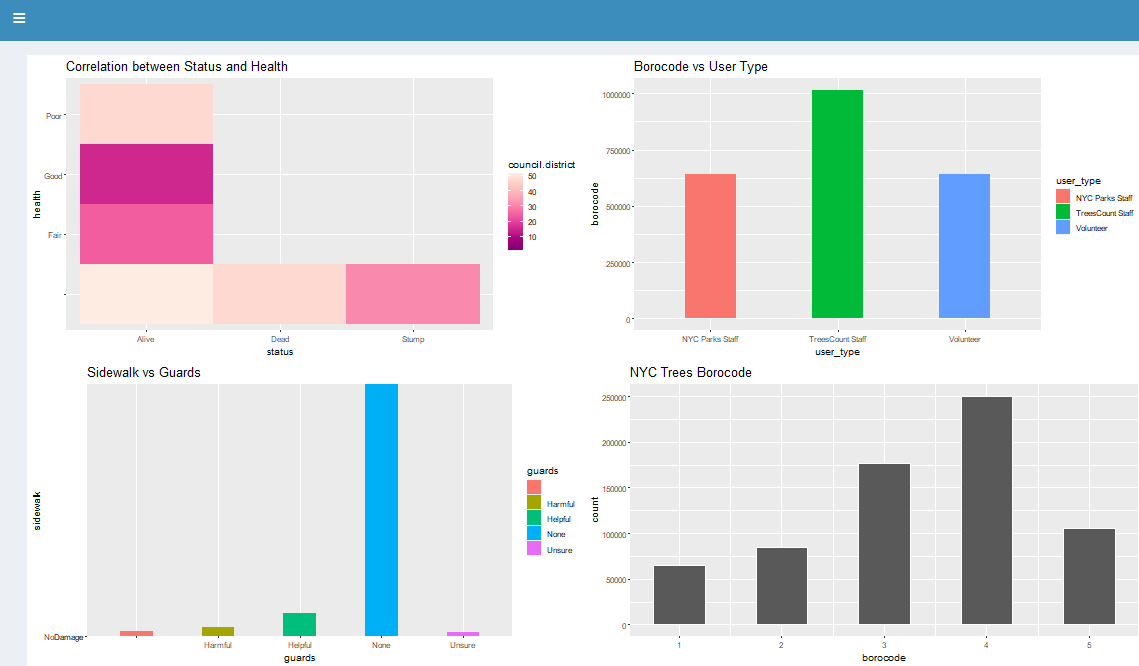 Correlation between Status and Health
Poor
Good
Fair
health
Alive
Dead
Stump
status
council.district
50
40
30
20
10
Borocode vs User Type
1000000
750000
500000
250000
0
borocode
NYC Parks Staff
TreesCount Staff
Volunteer
user_type
user_type
NYC Parks Staff
TreesCount Staff
Volunteer
Sidewalk vs Guards
sidewalk
NoDamage
Harmful
Helpful
None
Unsure
guards
guards
Harmful
Helpful
None
Unsure
NYC Trees Borocode
250000
200000
150000
100000
50000
0
count
1
2
3
4
5
borocode